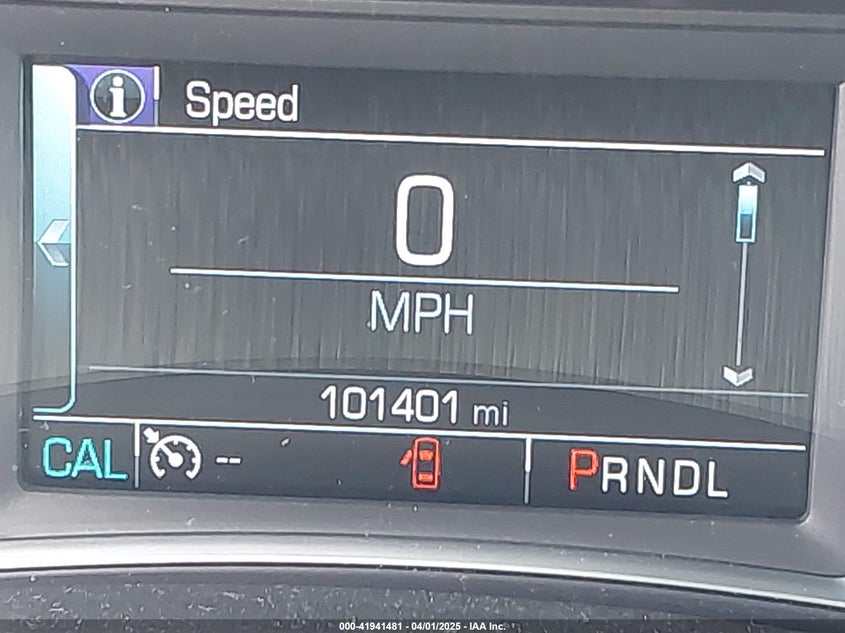 i Speed
0
MPH
101401 mi
CAL -- PRNDL
000-41941481 - 04/01/2025 - IAA Inc.